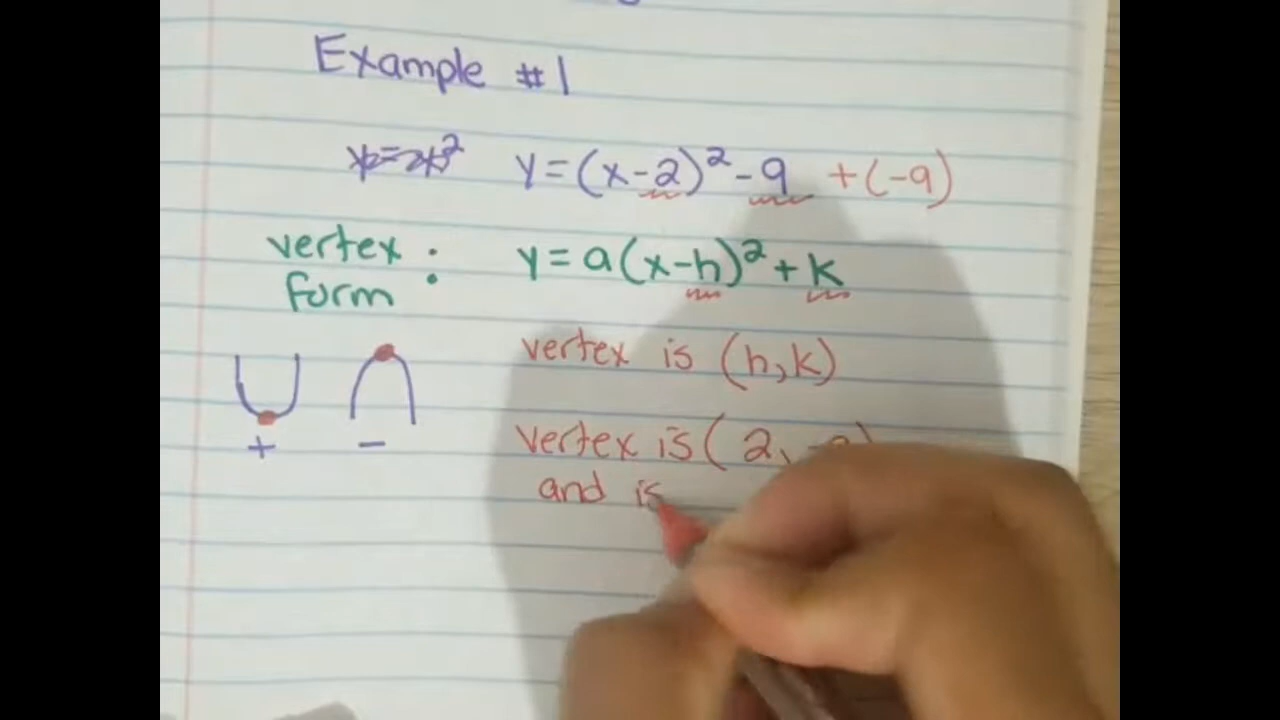 Example #1
y=(x-2)²-9 +(-9)
vertex form : y=a(x-h)²+k
vertex is (h,k)
+ -
vertex is (2,
and is